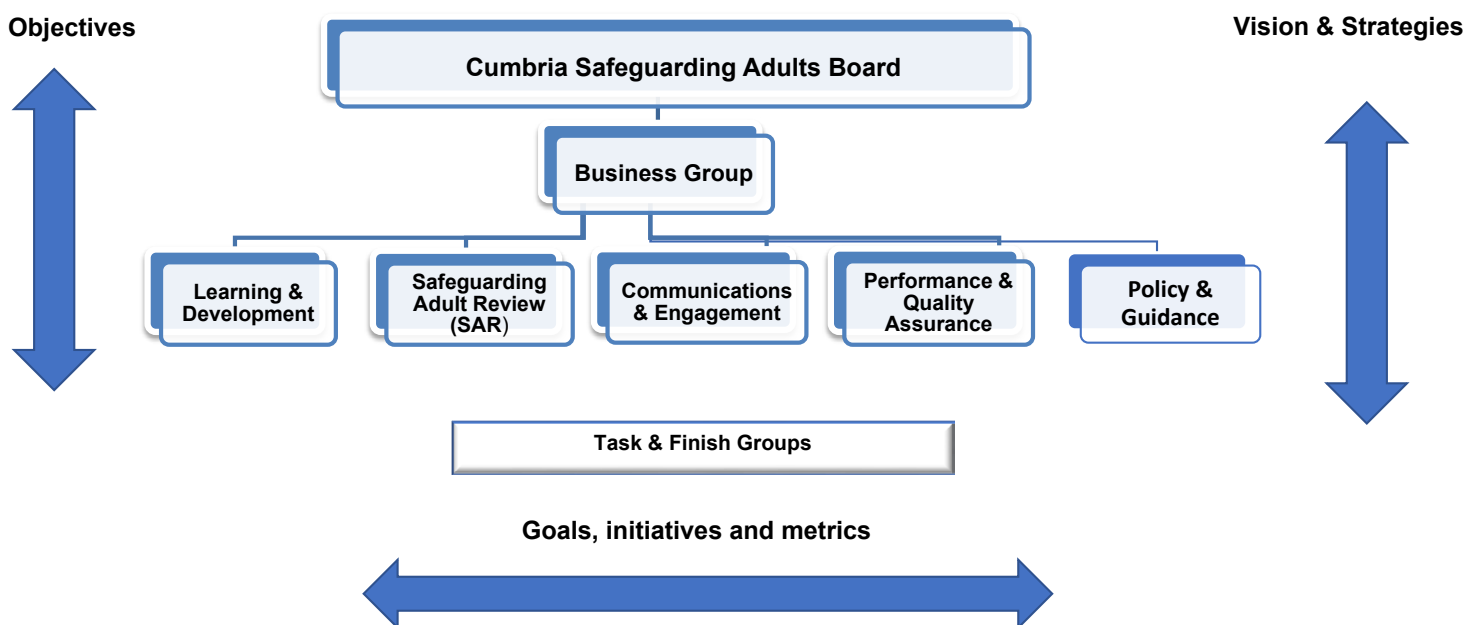 Objectives
Vision & Strategies
Cumbria Safeguarding Adults Board
Business Group
Learning &
Development
Safeguarding
Adult Review
(SAR)
Communications
& Engagement
Performance &
Quality
Assurance
Policy &
Guidance
Task & Finish Groups
Goals, initiatives and metrics